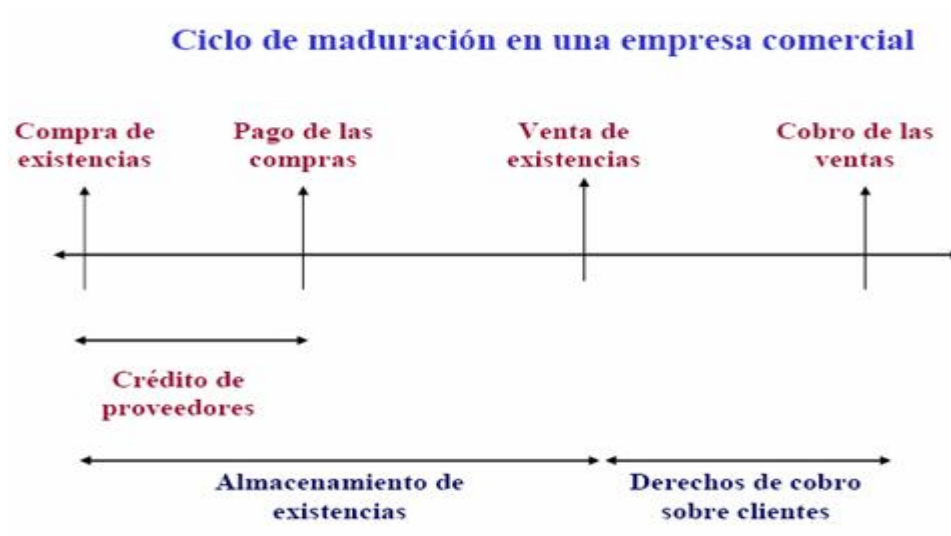 Ciclo de maduración en una empresa comercial
Compra de
existencias
Pago de las
compras
Venta de
existencias
Cobro de las
ventas
Crédito de
proveedores
Almacenamiento de
existencias
Derechos de cobro
sobre clientes